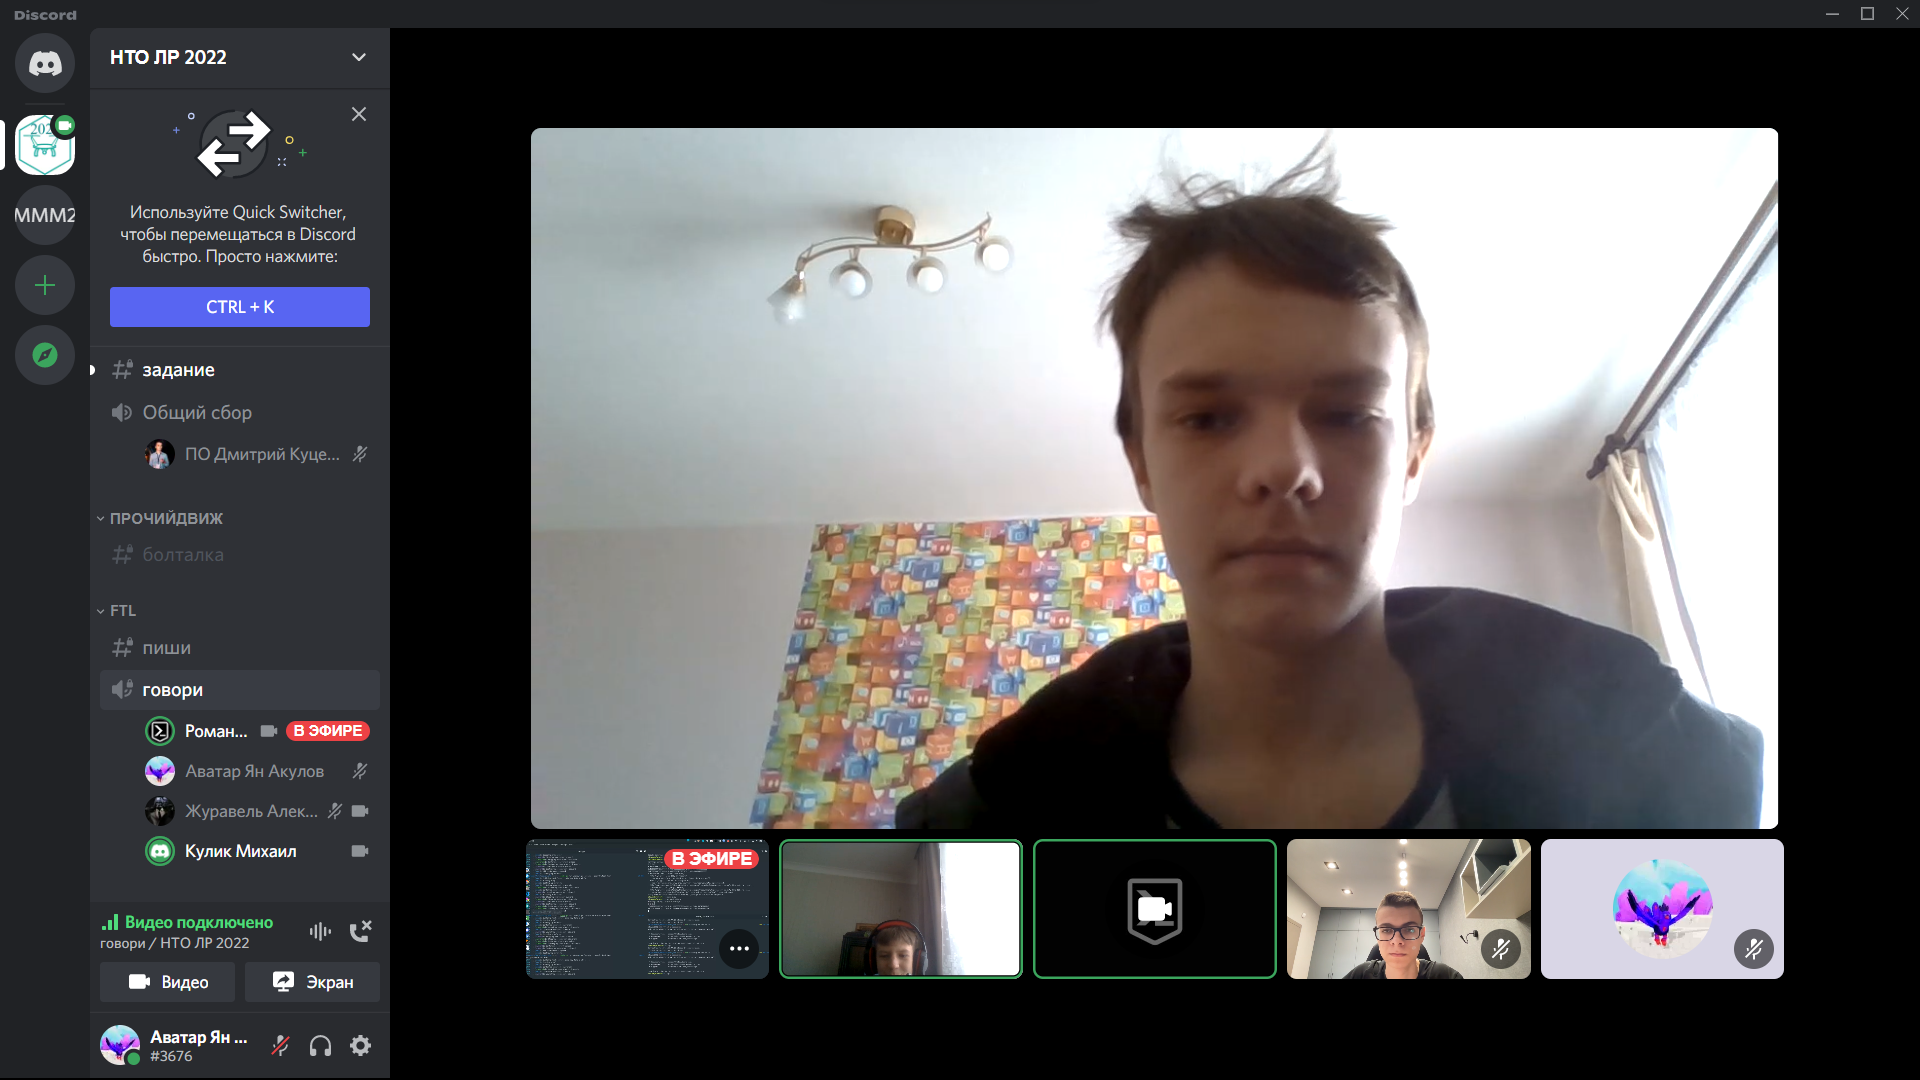 Discord
НТО ЛР 2022
202
Используйте Quick Switcher,
чтобы перемещаться в Discord
быстро. Просто нажмите:
CTRL + K
MMM2
задание
Общий сбор
ПО Дмитрий Куце...
ПРОЧИЙДВИЖ
болталка
FTL
пиши
говори
Роман... В ЭФИРЕ
Аватар Ян Акулов
Журавель Алек...
Кулик Михаил
В ЭФИРЕ
Видео подключено
говори / НТО ЛР 2022
Видео Экран
Аватар Ян ...
#3676